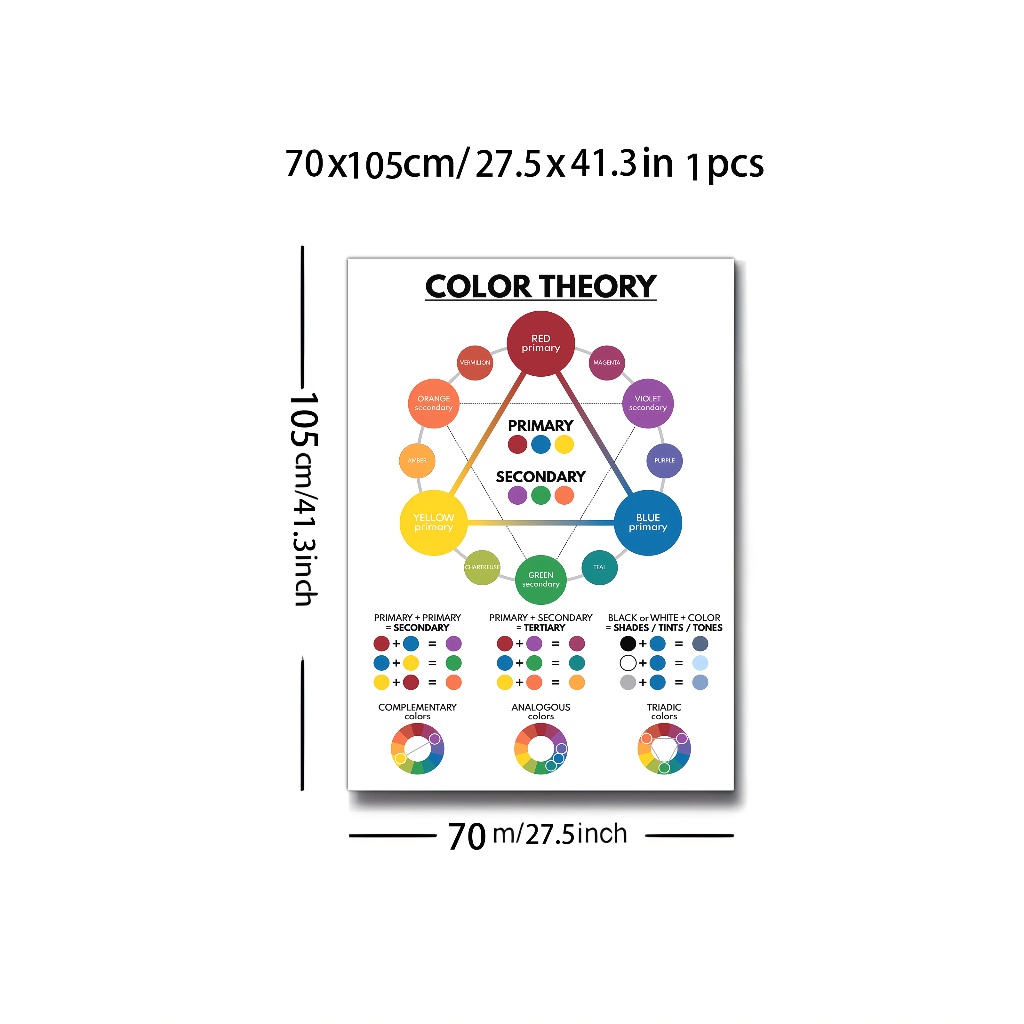 70x105cm/27.5x41.3in 1pcs
105cm/41.3inch
COLOR THEORY
RED
primary
VERMILION
MAGENTA
ORANGE
secondary
VIOLET
secondary
PRIMARY
AMBER
PURPLE
SECONDARY
YELLOW
primary
BLUE
primary
CHARTREUSE
TEAL
GREEN
secondary
PRIMARY + PRIMARY
= SECONDARY
+ =
+ =
+ =
PRIMARY + SECONDARY
= TERTIARY
+ =
+ =
+ =
BLACK or WHITE + COLOR
= SHADES / TINTS / TONES
+ =
+ =
+ =
COMPLEMENTARY
colors
ANALOGOUS
colors
TRIADIC
colors
70 m/27.5inch